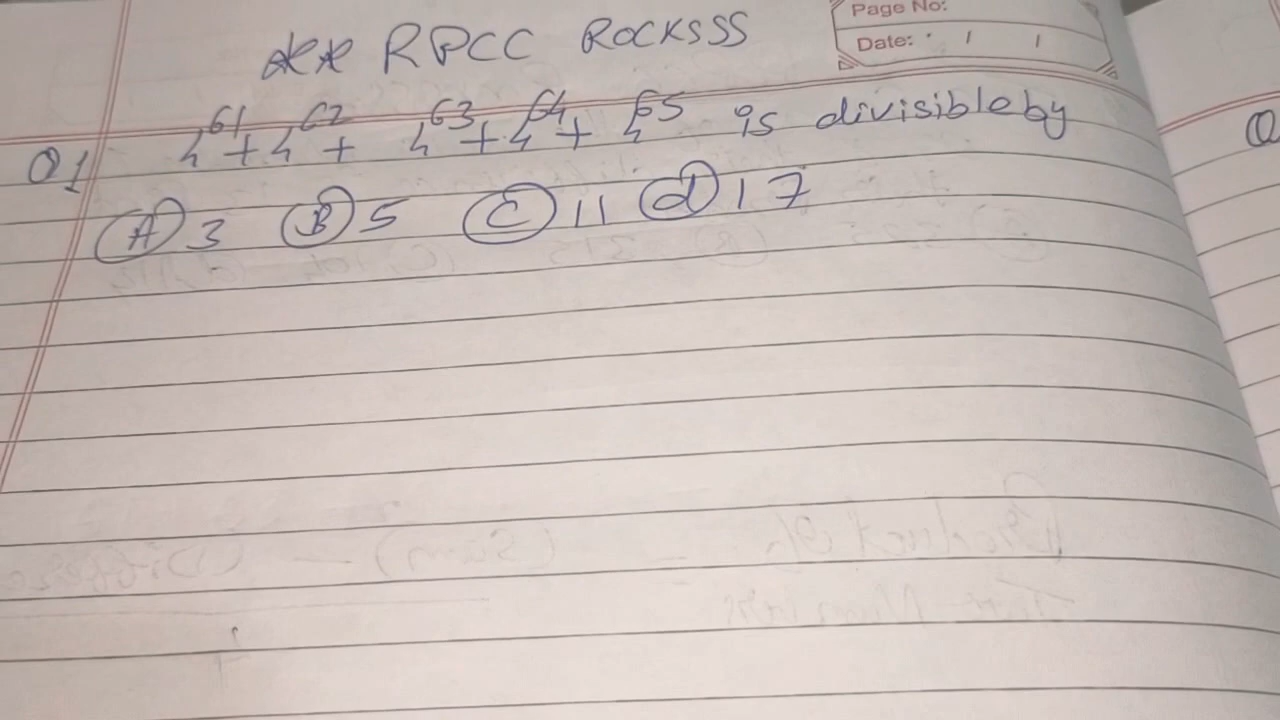 RPCC ROCKSSS
Page No:
Date: / /
Q1 4^61 + 4^62 + 4^63 + 4^64 + 4^65 is divisible by
(A) 3 (B) 5 (C) 11 (d) 17
Q